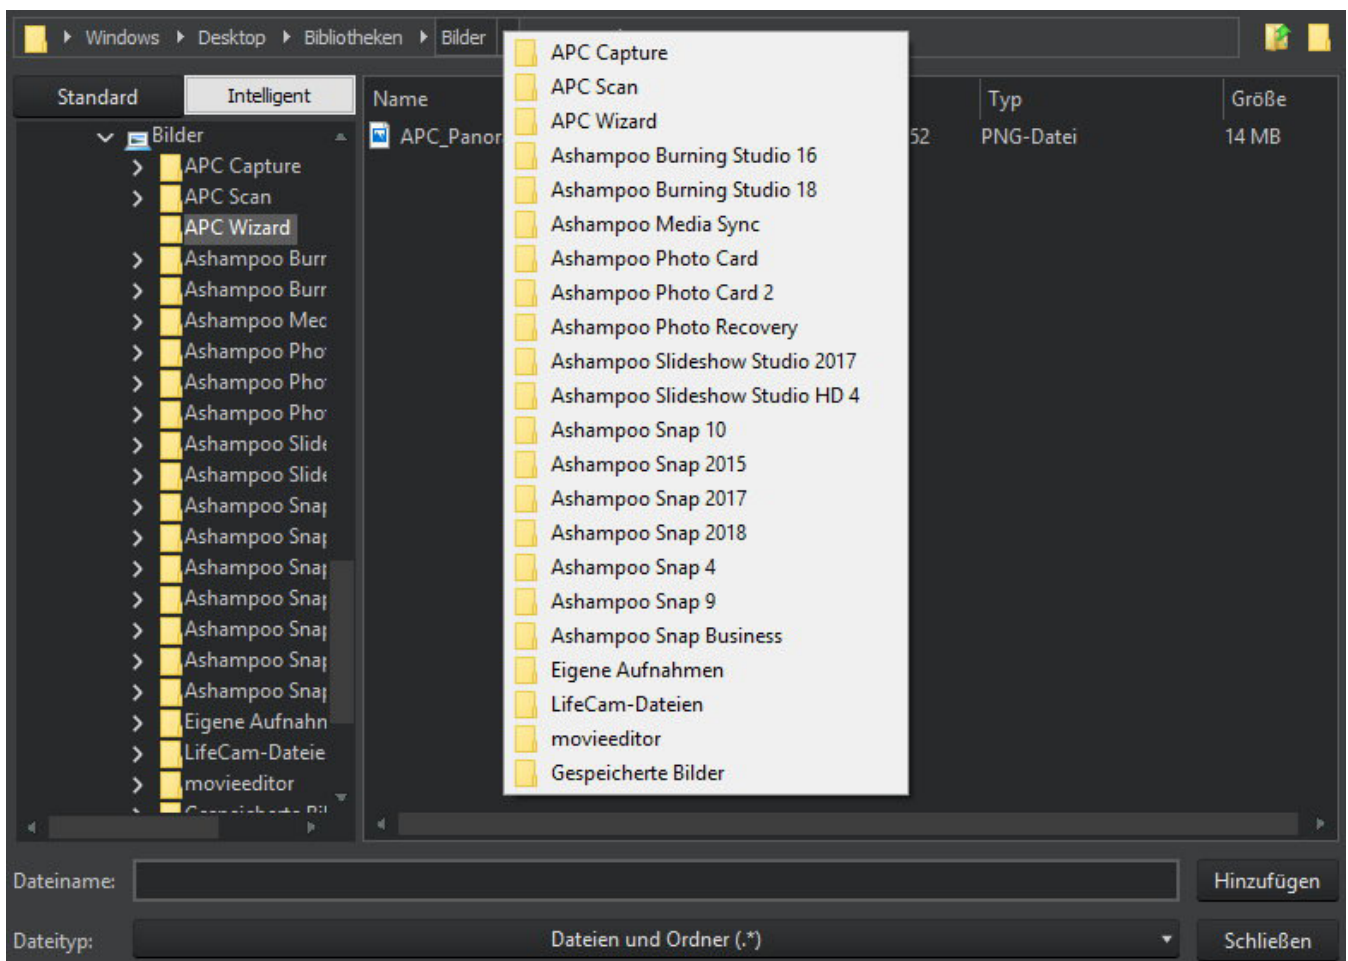 Windows Desktop Bibliotheken Bilder
Standard Intelligent
Name Typ Größe
Bilder
APC Capture
APC Scan
APC Wizard
Ashampoo Burr
Ashampoo Burr
Ashampoo Med
Ashampoo Pho
Ashampoo Pho
Ashampoo Pho
Ashampoo Slide
Ashampoo Slide
Ashampoo Snap
Ashampoo Snap
Ashampoo Snap
Ashampoo Snap
Ashampoo Snap
Ashampoo Snap
Ashampoo Snap
Eigene Aufnahn
LifeCam-Dateie
movieeditor
APC_Panor 52 PNG-Datei 14 MB
APC Capture
APC Scan
APC Wizard
Ashampoo Burning Studio 16
Ashampoo Burning Studio 18
Ashampoo Media Sync
Ashampoo Photo Card
Ashampoo Photo Card 2
Ashampoo Photo Recovery
Ashampoo Slideshow Studio 2017
Ashampoo Slideshow Studio HD 4
Ashampoo Snap 10
Ashampoo Snap 2015
Ashampoo Snap 2017
Ashampoo Snap 2018
Ashampoo Snap 4
Ashampoo Snap 9
Ashampoo Snap Business
Eigene Aufnahmen
LifeCam-Dateien
movieeditor
Gespeicherte Bilder
Dateiname: Hinzufügen
Dateityp: Dateien und Ordner (.*) Schließen